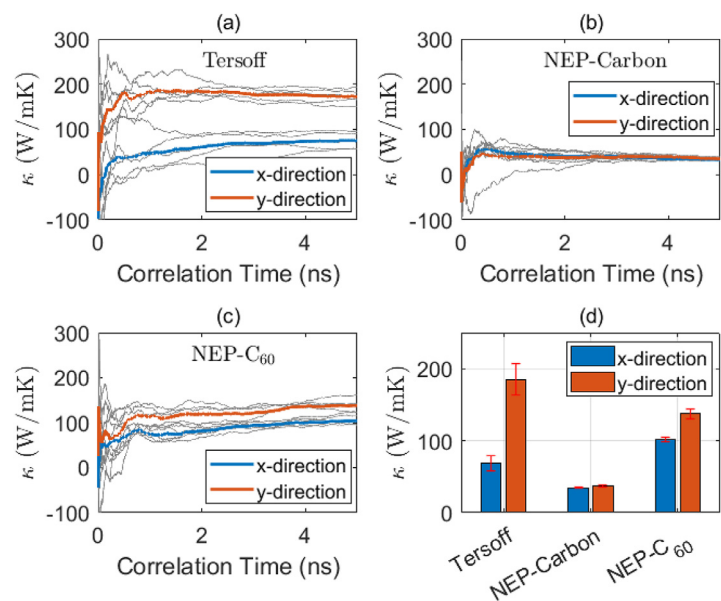 (a)
300
200
100
0
-100
κ (W/mK)
Tersoff
x-direction
y-direction
0 2 4
Correlation Time (ns)
(b)
300
200
100
0
-100
κ (W/mK)
NEP-Carbon
x-direction
y-direction
0 2 4
Correlation Time (ns)
(c)
300
200
100
0
-100
κ (W/mK)
NEP-C₆₀
x-direction
y-direction
0 2 4
Correlation Time (ns)
(d)
200
100
0
κ (W/mK)
x-direction
y-direction
Tersoff
NEP-Carbon
NEP-C₆₀